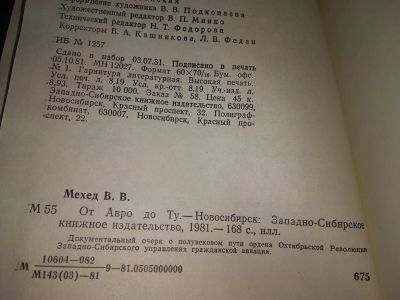 Оформление художника В. В. Подкопаева
Художественный редактор В. П. Минко
Технический редактор Н. Т. Федорова
Корректоры В. А. Кашнякова, Л. В. Федан
ИБ № 1257
Сдано в набор 03.07.81. Подписано в печать
05.10.81. МН 12027. Формат 60×70/16. Бум. офс.
№ 1. Гарнитура литературная. Высокая печать.
Усл. печ. л. 8,19. Усл. кр.-отт. 8,19. Уч.-изд. л.
8,93. Тираж 10 000. Заказ № 58. Цена 45 к.
Западно-Сибирское книжное издательство, 630099,
Новосибирск, Красный проспект, 32. Полиграф-
комбинат, 630007, Новосибирск, Красный про-
спект, 22.
Мехед В. В.
М 55 От Авро до Ту.—Новосибирск: Западно-Сибирское
книжное издательство, 1981.—168 с., илл.
Документальный очерк о полувековом пути ордена Октябрьской Революции
Западно-Сибирского управления гражданской авиации.
М 10604—082
М143(03)—81 —9—81.0505000000
675